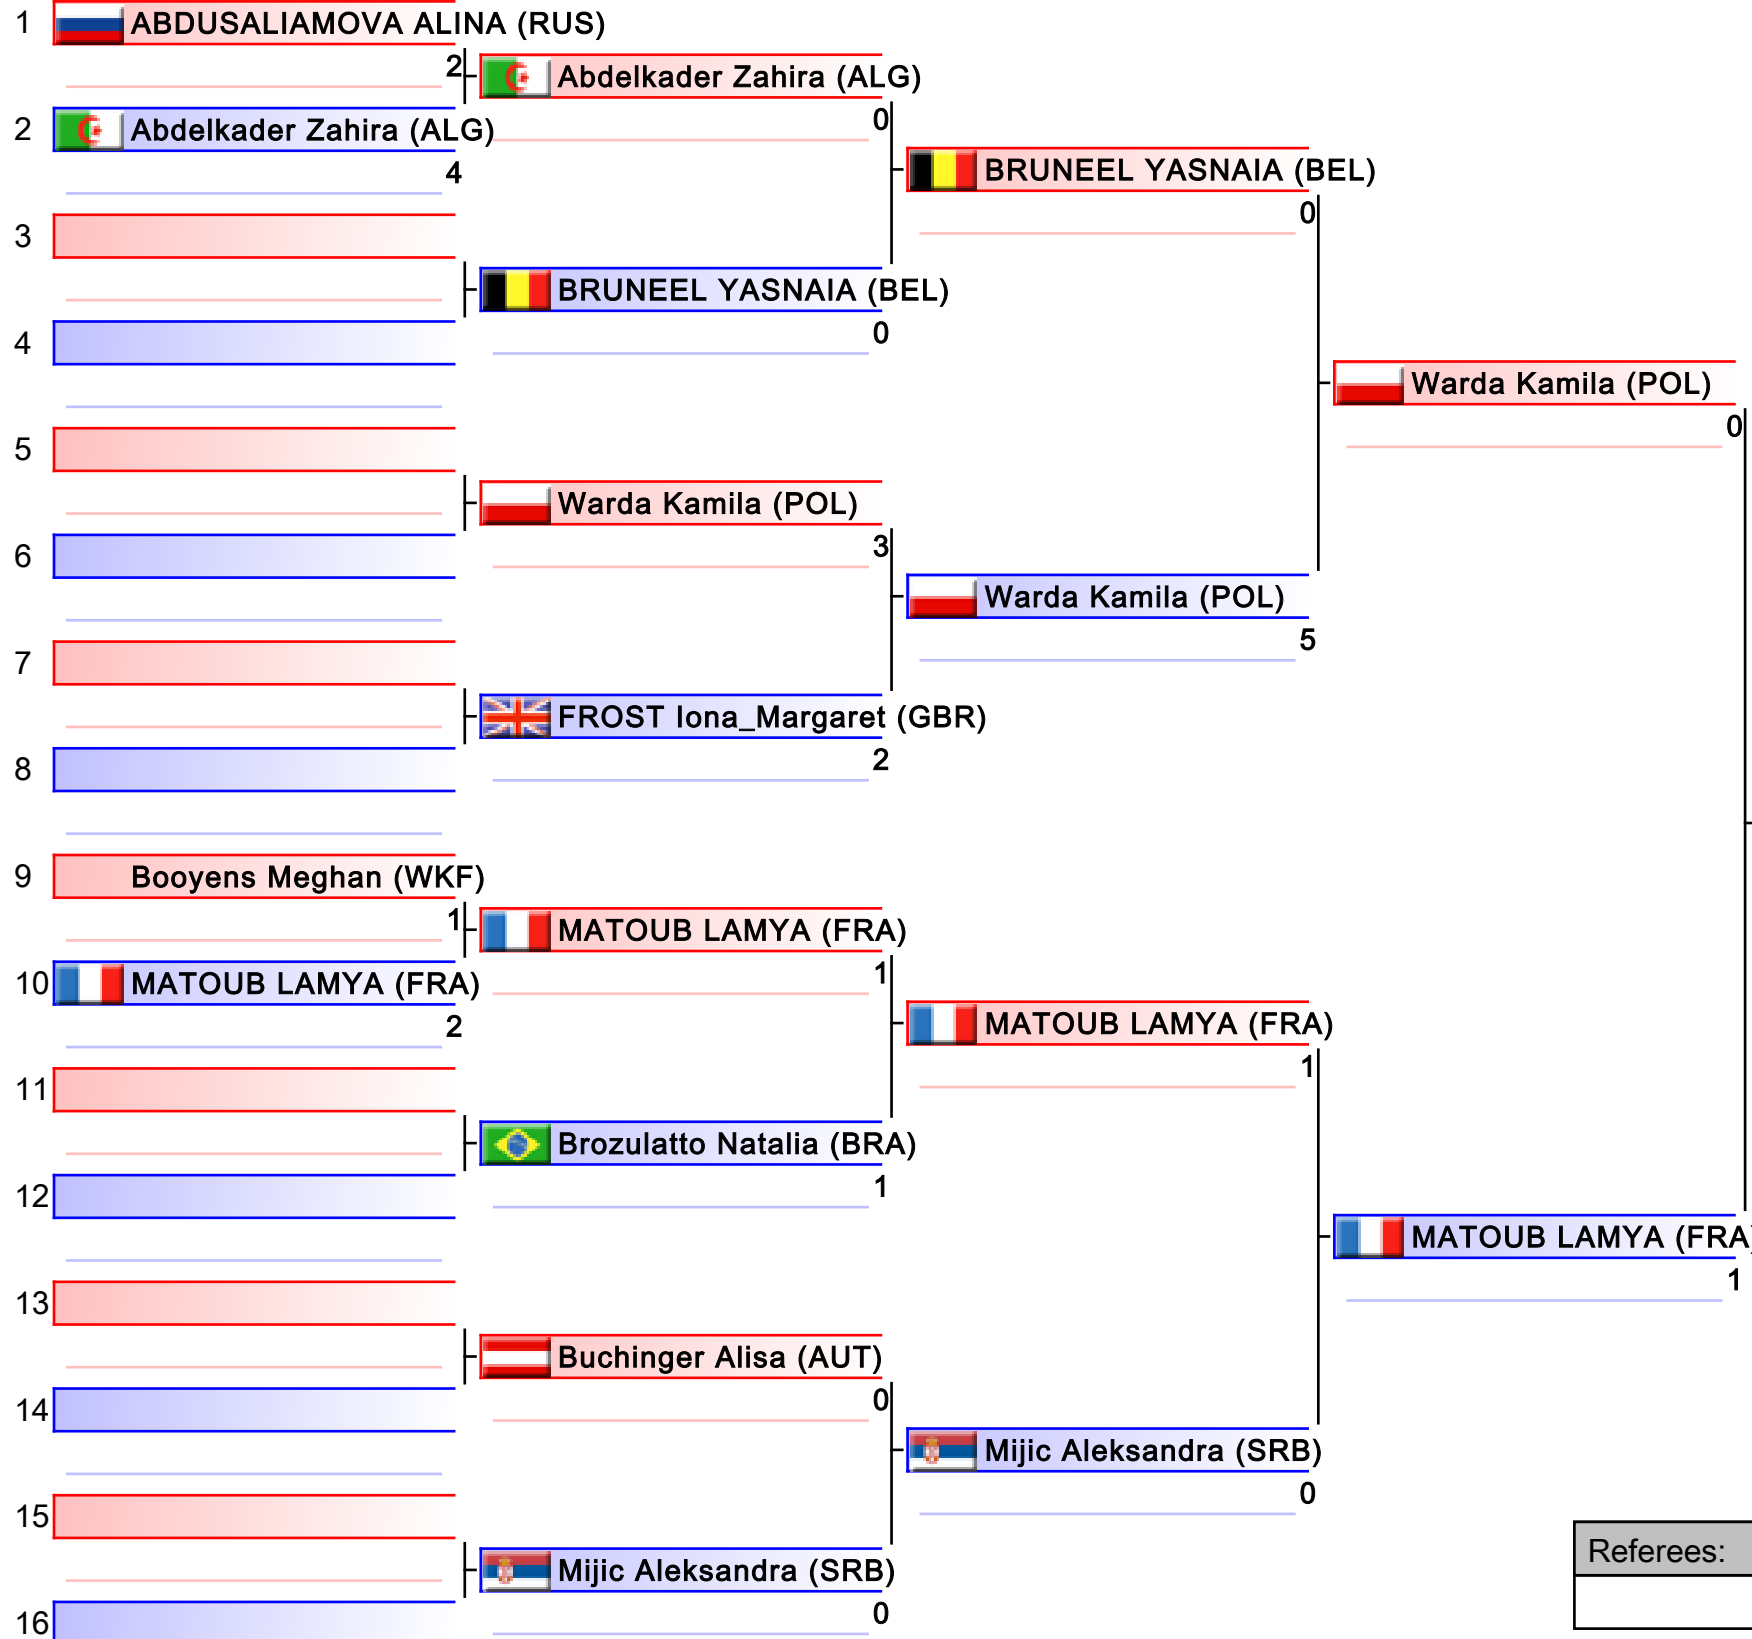 1 ABDUSALIAMOVA ALINA (RUS)
2 Abdelkader Zahira (ALG)
0
2 Abdelkader Zahira (ALG)
4
BRUNEEL YASNAIA (BEL)
0
3
BRUNEEL YASNAIA (BEL)
0
4
Warda Kamila (POL)
0
5
Warda Kamila (POL)
3
6
Warda Kamila (POL)
5
7
FROST Iona_Margaret (GBR)
2
8
9 Booyens Meghan (WKF)
1 MATOUB LAMYA (FRA)
1
10 MATOUB LAMYA (FRA)
2
MATOUB LAMYA (FRA)
1
11
Brozulatto Natalia (BRA)
1
12
MATOUB LAMYA (FRA)
1
13
Buchinger Alisa (AUT)
0
14
Mijic Aleksandra (SRB)
0
15
Referees:
Mijic Aleksandra (SRB)
0
16